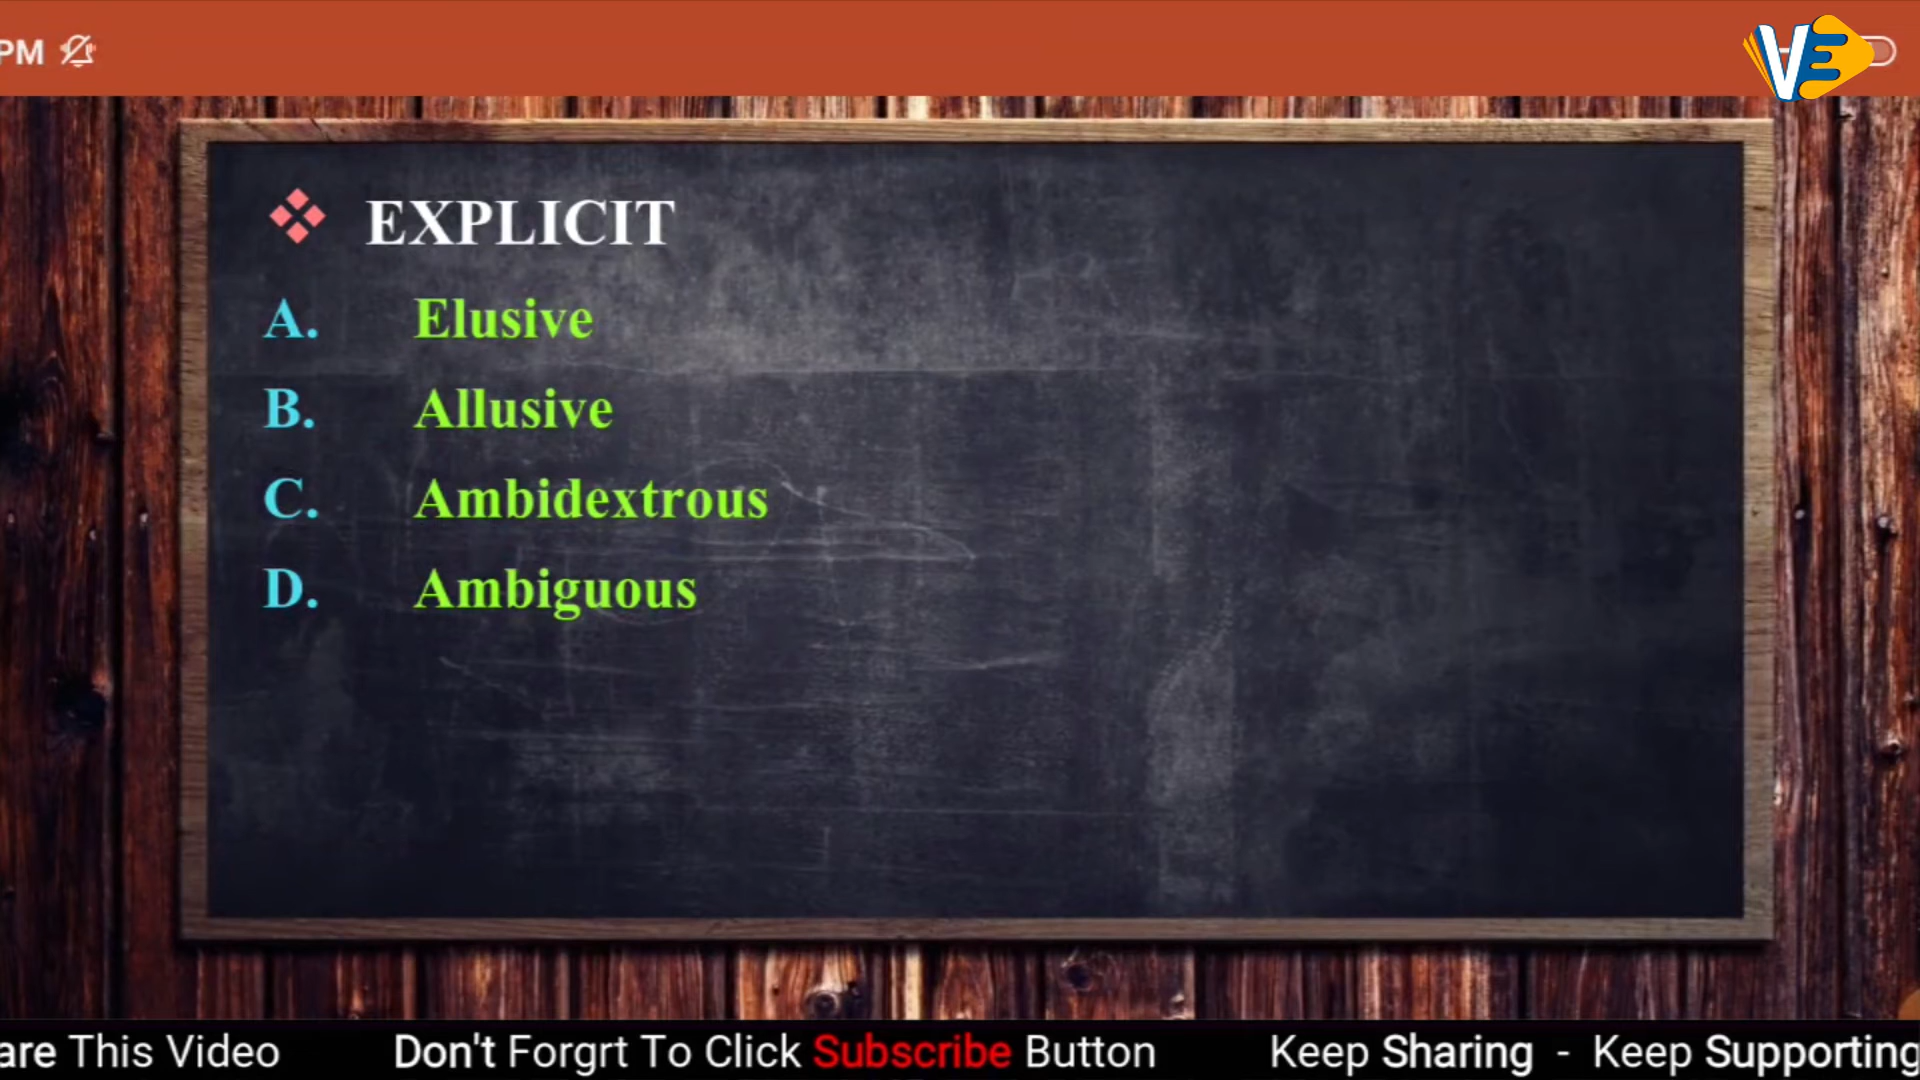 PM
VE
EXPLICIT
A. Elusive
B. Allusive
C. Ambidextrous
D. Ambiguous
are This Video Don't Forgrt To Click Subscribe Button Keep Sharing - Keep Supporting